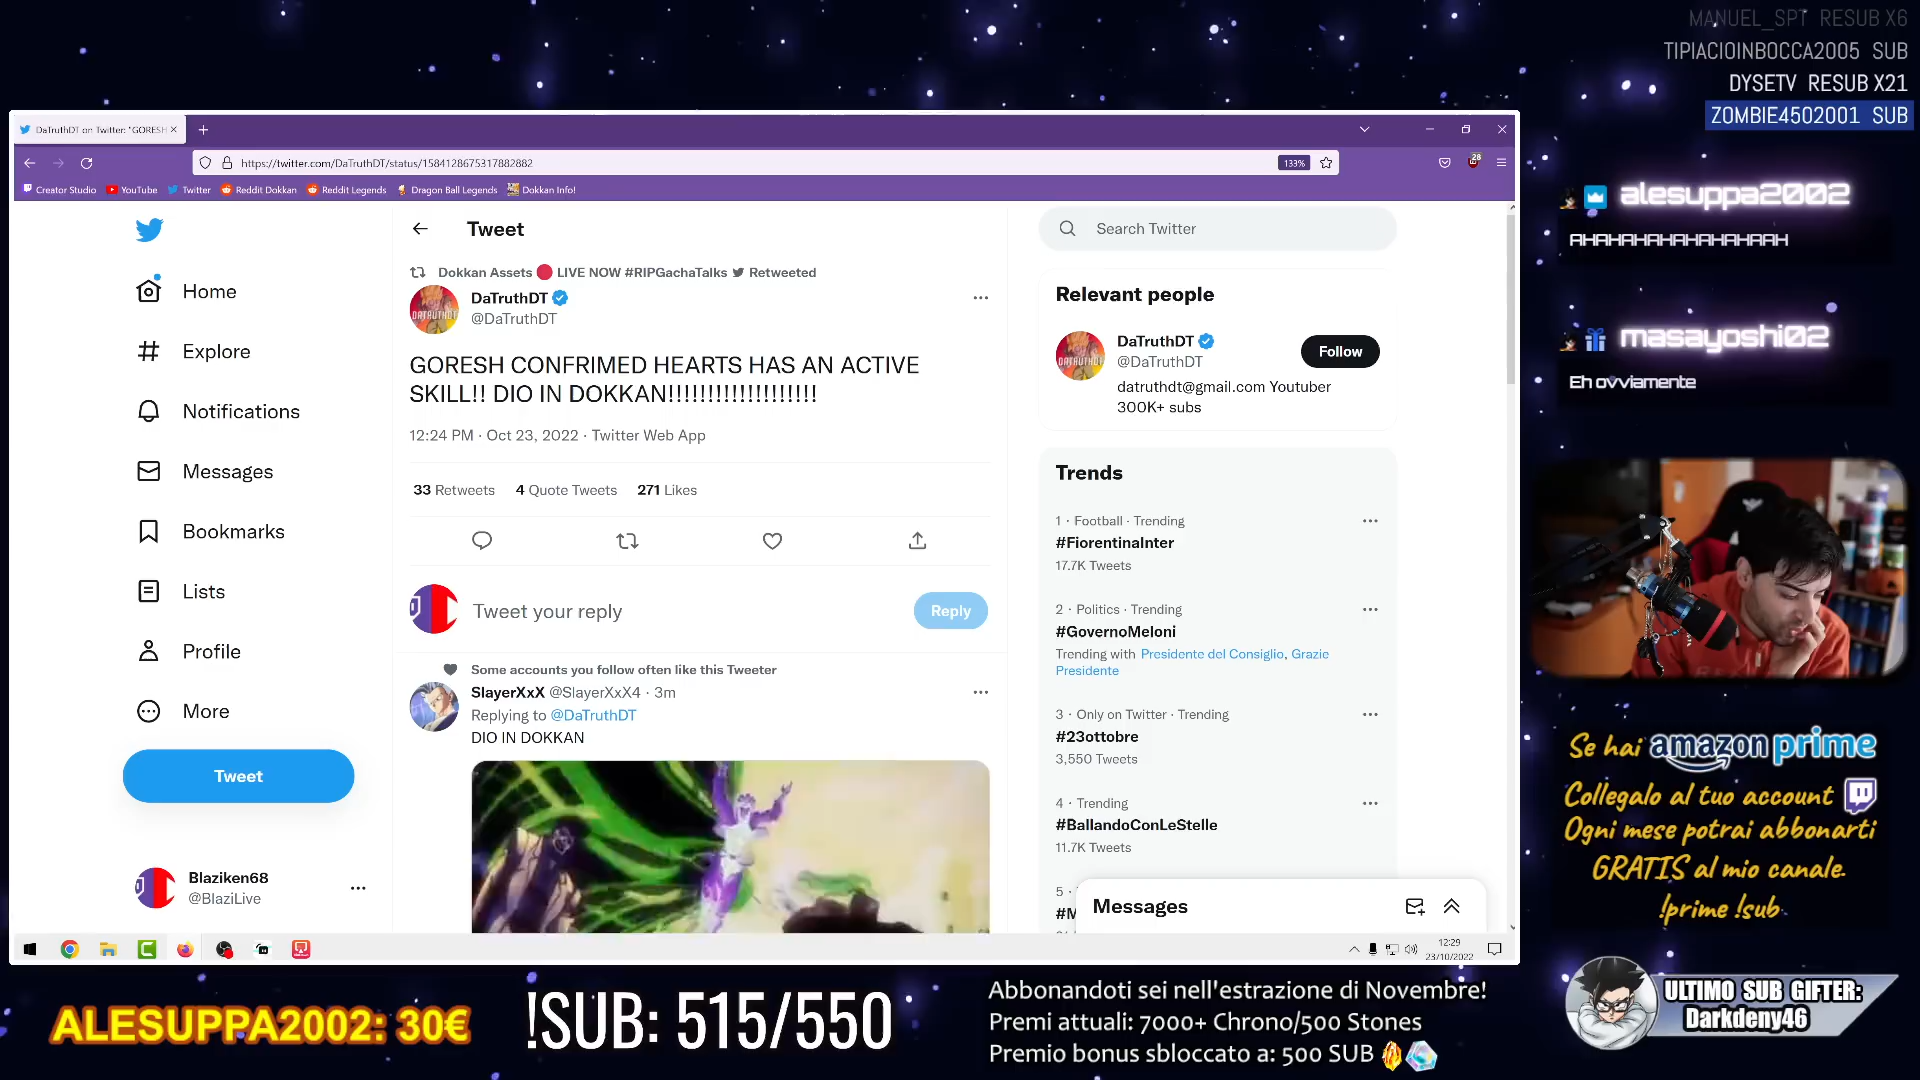 MANUEL_SPT RESUB X6
TIPIACIOINBOCCA2005 SUB
DYSETV RESUB X21
ZOMBIE4502001 SUB
DaTruthDT on Twitter: "GORESH
https://twitter.com/DaTruthDT/status/1584128675317882882
133%
28
Creator Studio YouTube Twitter Reddit Dokkan Reddit Legends Dragon Ball Legends Dokkan Info!
Home
Explore
Notifications
Messages
Bookmarks
Lists
Profile
More
Tweet
Blaziken68
@BlaziLive
Tweet
Dokkan Assets 🔴 LIVE NOW #RIPGachaTalks Retweeted
DaTruthDT
@DaTruthDT
GORESH CONFRIMED HEARTS HAS AN ACTIVE
SKILL!! DIO IN DOKKAN!!!!!!!!!!!!!!!!!!!
12:24 PM · Oct 23, 2022 · Twitter Web App
33 Retweets 4 Quote Tweets 271 Likes
Tweet your reply
Reply
Some accounts you follow often like this Tweeter
SlayerXxX @SlayerXxX4 · 3m
Replying to @DaTruthDT
DIO IN DOKKAN
Search Twitter
Relevant people
DaTruthDT
@DaTruthDT
Follow
datruthdt@gmail.com Youtuber
300K+ subs
DATRUTHDT
Trends
1 · Football · Trending
#FiorentinaInter
17.7K Tweets
2 · Politics · Trending
#GovernoMeloni
Trending with Presidente del Consiglio, Grazie
Presidente
3 · Only on Twitter · Trending
#23ottobre
3,550 Tweets
4 · Trending
#BallandoConLeStelle
11.7K Tweets
5 ·
#M
Messages
12:29
23/10/2022
alesuppa2002
AHAHAHAHAHAHAHAAH
masayoshi02
Eh ovviamente
Se hai amazon prime
Collegalo al tuo account
Ogni mese potrai abbonarti
GRATIS al mio canale.
!prime !sub
ALESUPPA2002: 30€
!SUB: 515/550
Abbonandoti sei nell'estrazione di Novembre!
Premi attuali: 7000+ Chrono/500 Stones
Premio bonus sbloccato a: 500 SUB
ULTIMO SUB GIFTER:
Darkdeny46